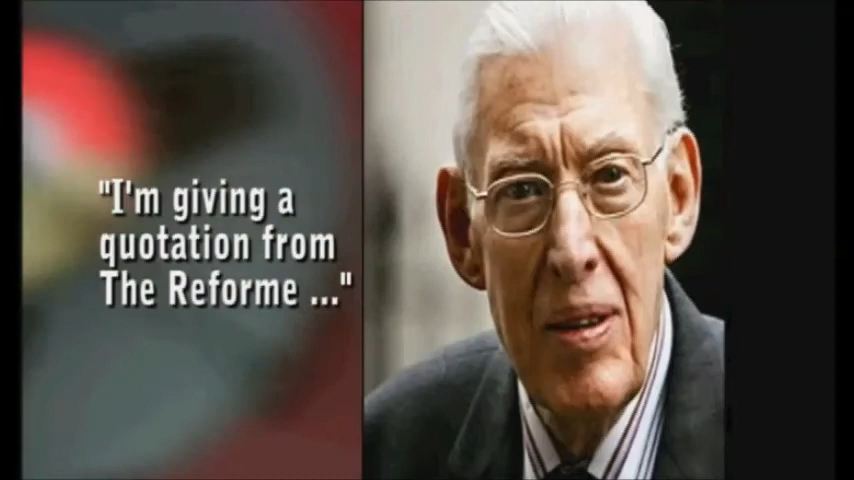 "I'm giving a
quotation from
The Reforme ..."